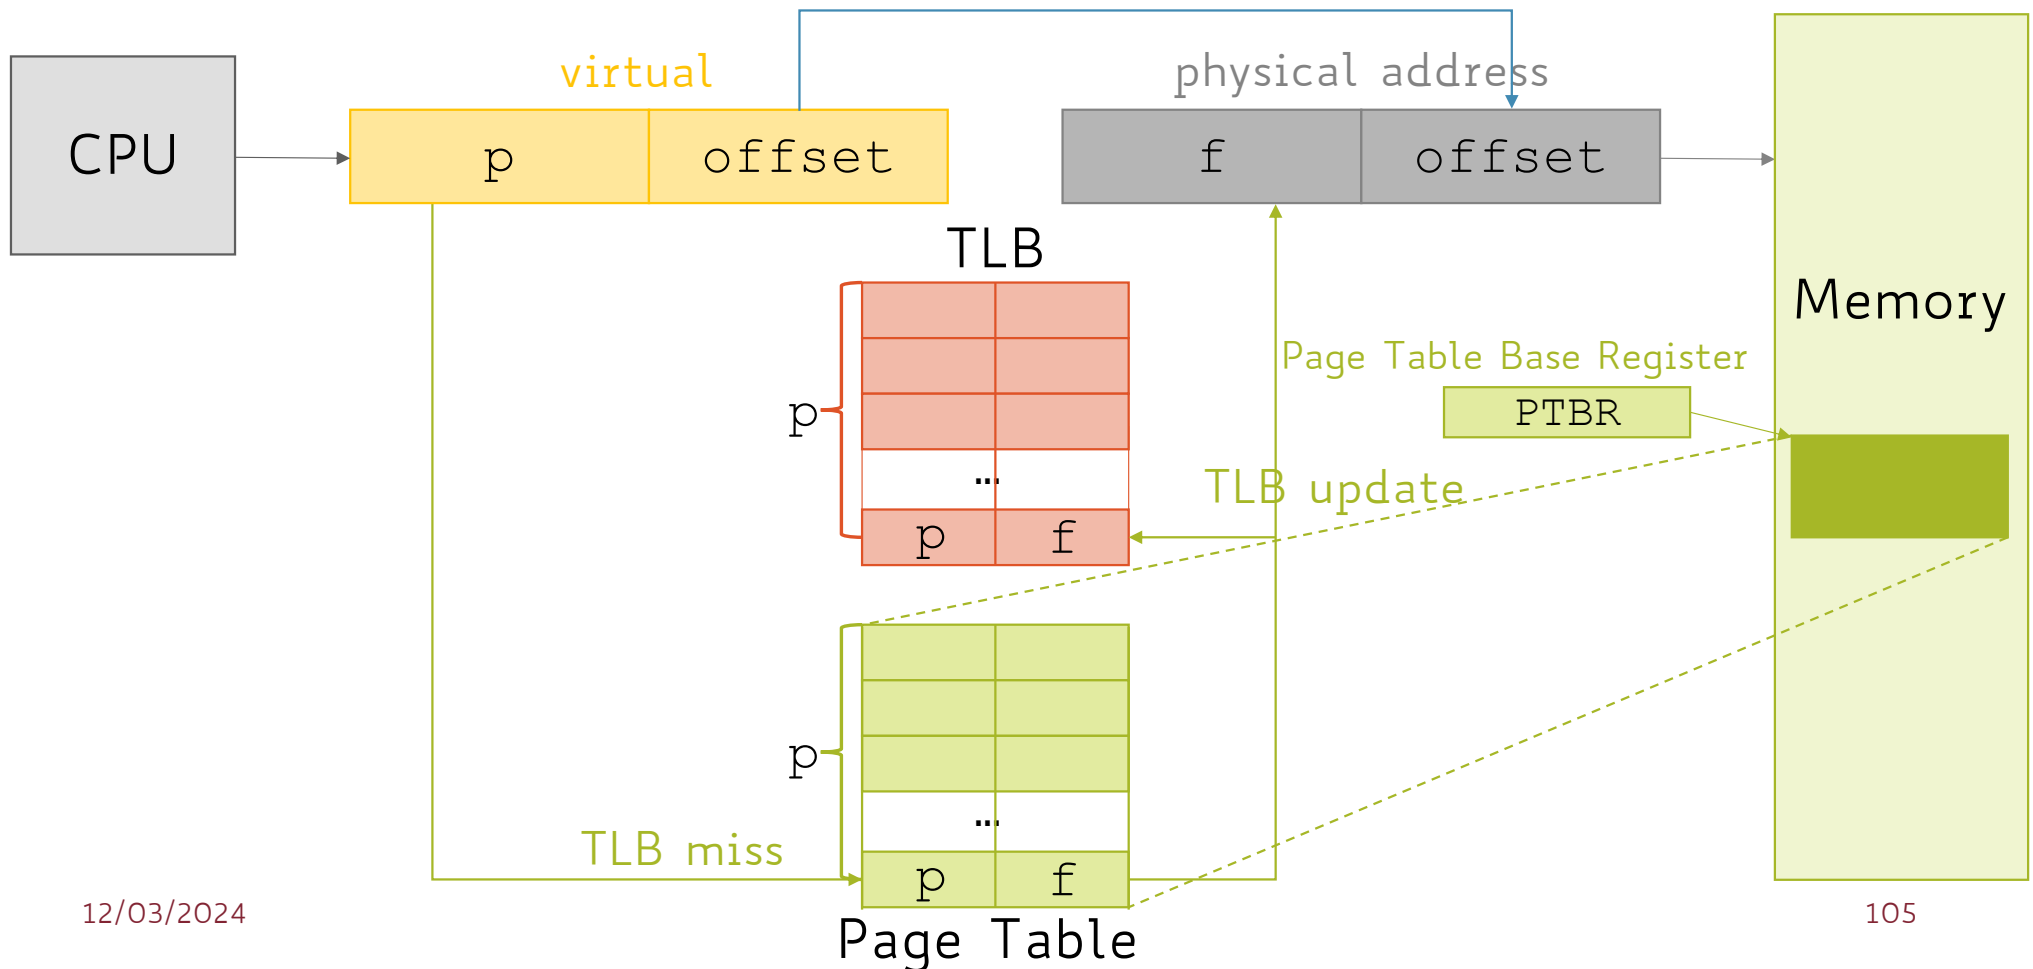 virtual
physical address
CPU
p
offset
f
offset
TLB
Memory
Page Table Base Register
p
PTBR
…
TLB update
p
f
p
…
TLB miss
p
f
12/03/2024
105
Page Table